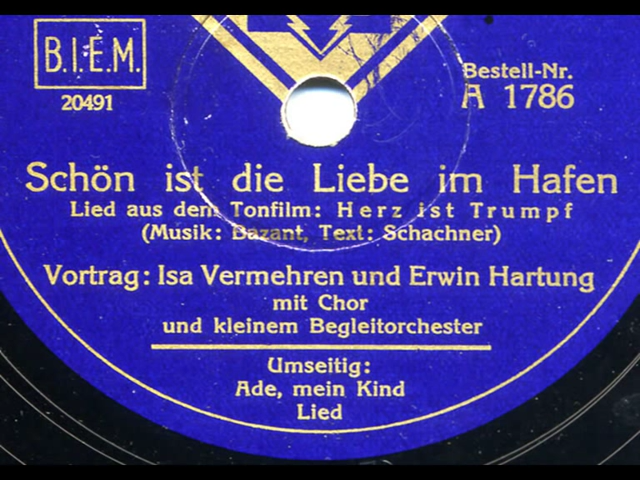 B.I.E.M.
20491
Bestell-Nr.
A 1786
Schön ist die Liebe im Hafen
Lied aus dem Tonfilm: Herz ist Trumpf
(Musik: Bazant, Text: Schachner)
Vortrag: Isa Vermehren und Erwin Hartung
mit Chor
und kleinem Begleitorchester
Umseitig:
Ade, mein Kind
Lied